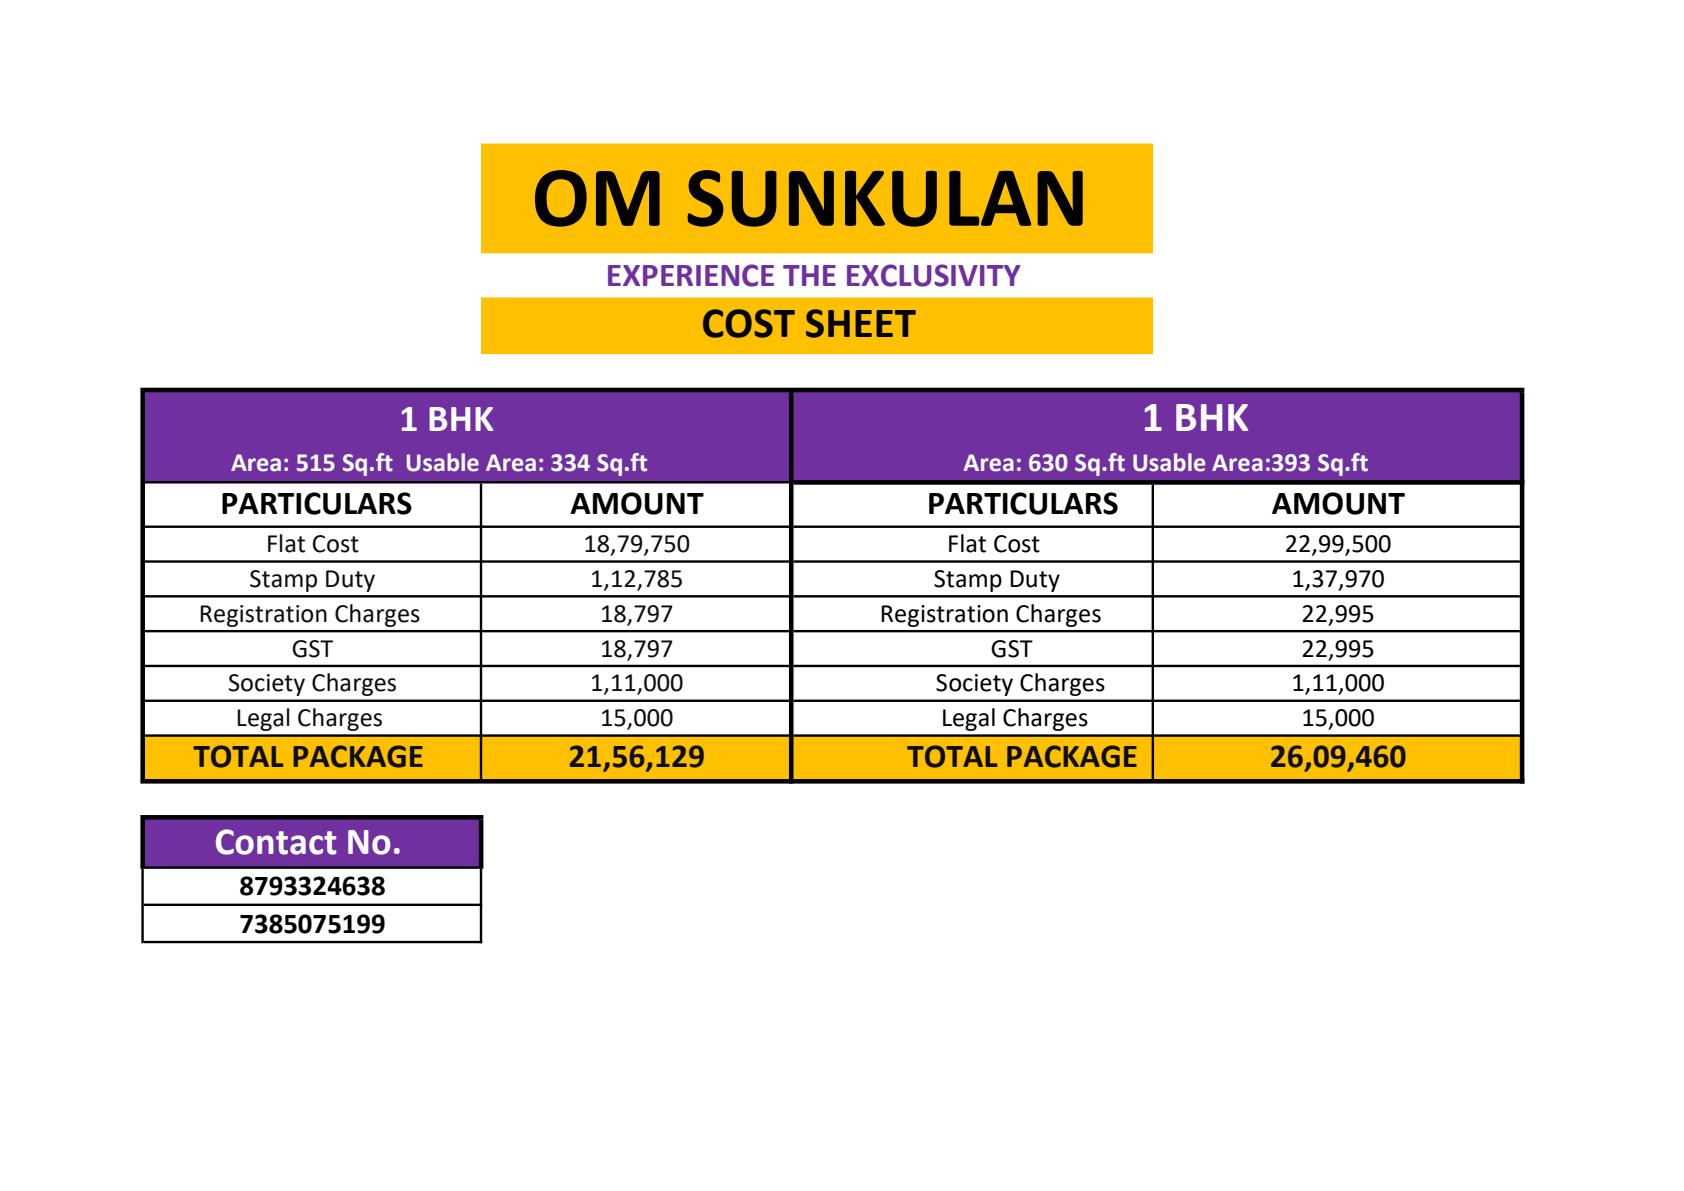 OM SUNKULAN
EXPERIENCE THE EXCLUSIVITY
COST SHEET
1 BHK 1 BHK
Area: 515 Sq.ft Usable Area: 334 Sq.ft Area: 630 Sq.ft Usable Area:393 Sq.ft
PARTICULARS AMOUNT PARTICULARS AMOUNT
Flat Cost 18,79,750 Flat Cost 22,99,500
Stamp Duty 1,12,785 Stamp Duty 1,37,970
Registration Charges 18,797 Registration Charges 22,995
GST 18,797 GST 22,995
Society Charges 1,11,000 Society Charges 1,11,000
Legal Charges 15,000 Legal Charges 15,000
TOTAL PACKAGE 21,56,129 TOTAL PACKAGE 26,09,460
Contact No.
8793324638
7385075199